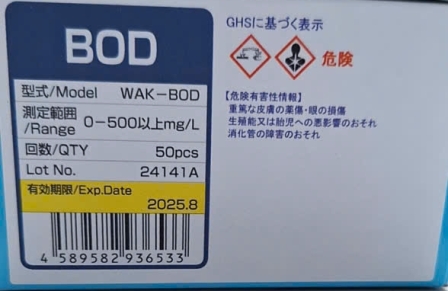 BOD
型式/Model WAK-BOD
測定範囲
/Range 0-500以上mg/L
回数/QTY 50pcs
Lot No. 24141A
有効期限/Exp.Date
2025.8
4 589582 936533
GHSに基づく表示
危険
【危険有害性情報】
重篤な皮膚の薬傷・眼の損傷
生殖能又は胎児への悪影響のおそれ
消化管の障害のおそれ